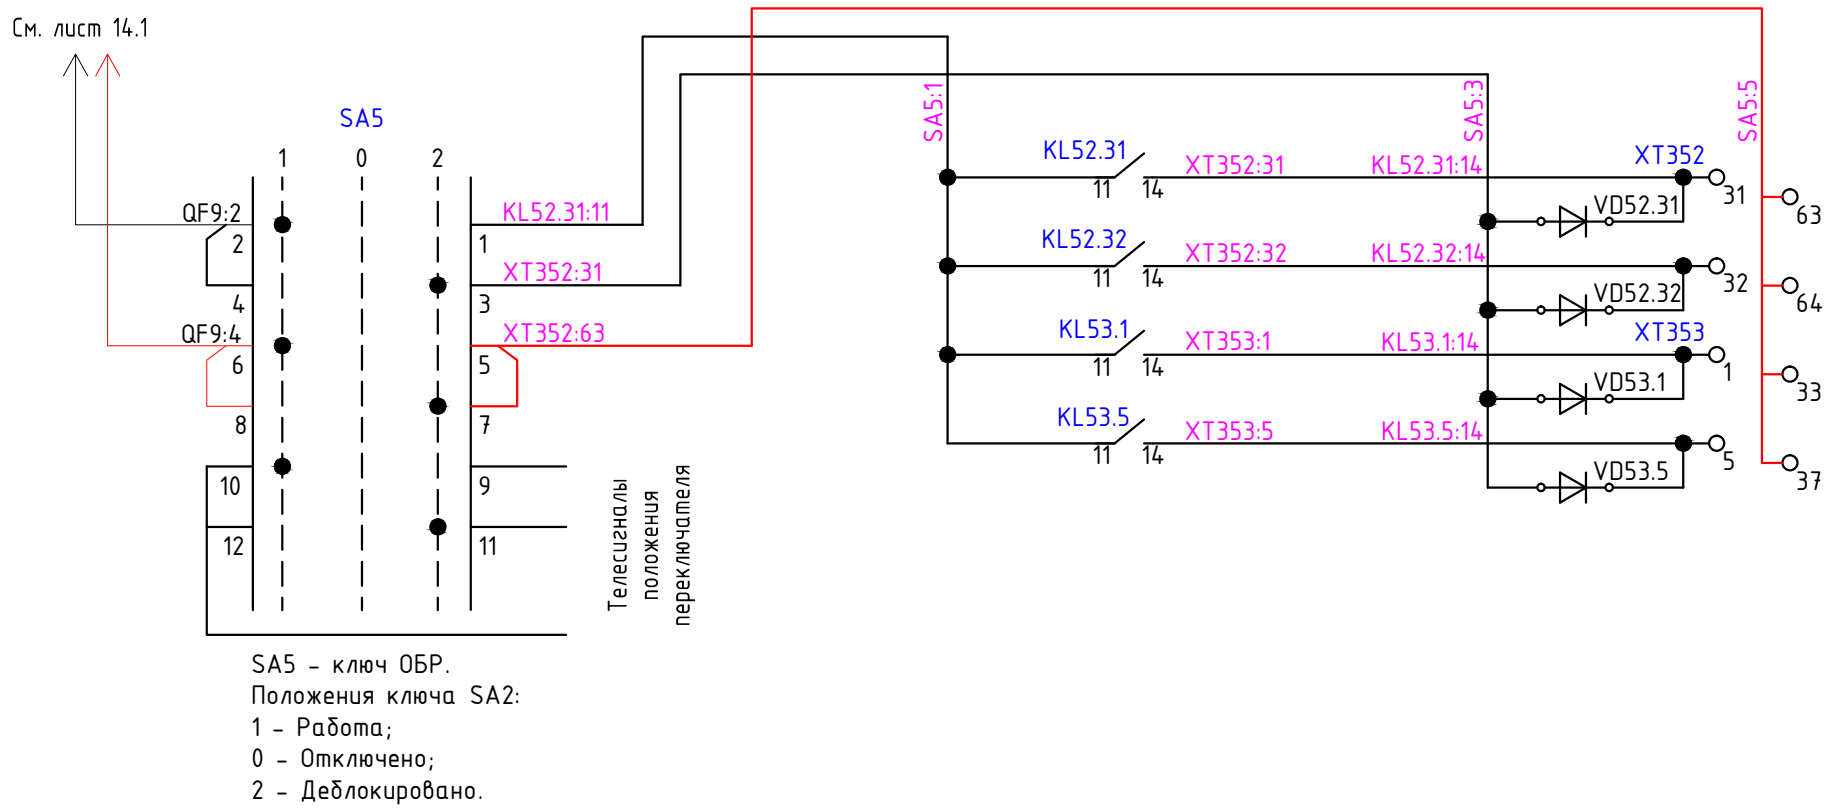 См. лист 14.1
SA5
1 0 2
QF9:2
2
4
QF9:4
6
8
10
12
KL52.31:11
1
XT352:31
3
XT352:63
5
7
9
11
Телесигналы
положения
переключателя
SA5 – ключ ОБР.
Положения ключа SA2:
1 – Работа;
0 – Отключено;
2 – Деблокировано.
SA5:1
SA5:3
SA5:5
KL52.31
11 14
XT352:31
KL52.31:14
XT352
31
VD52.31
63
KL52.32
11 14
XT352:32
KL52.32:14
32
VD52.32
64
KL53.1
11 14
XT353:1
KL53.1:14
XT353
1
VD53.1
33
KL53.5
11 14
XT353:5
KL53.5:14
5
VD53.5
37